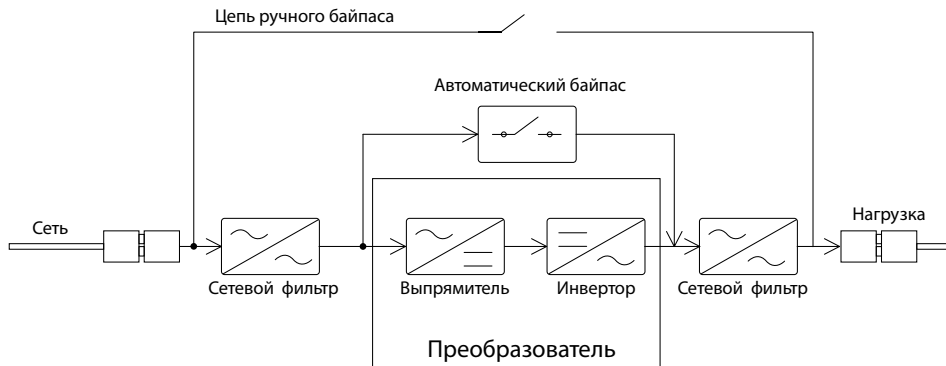 Цепь ручного байпаса
Автоматический байпас
Сеть
Нагрузка
Сетевой фильтр
Выпрямитель
Инвертор
Сетевой фильтр
Преобразователь